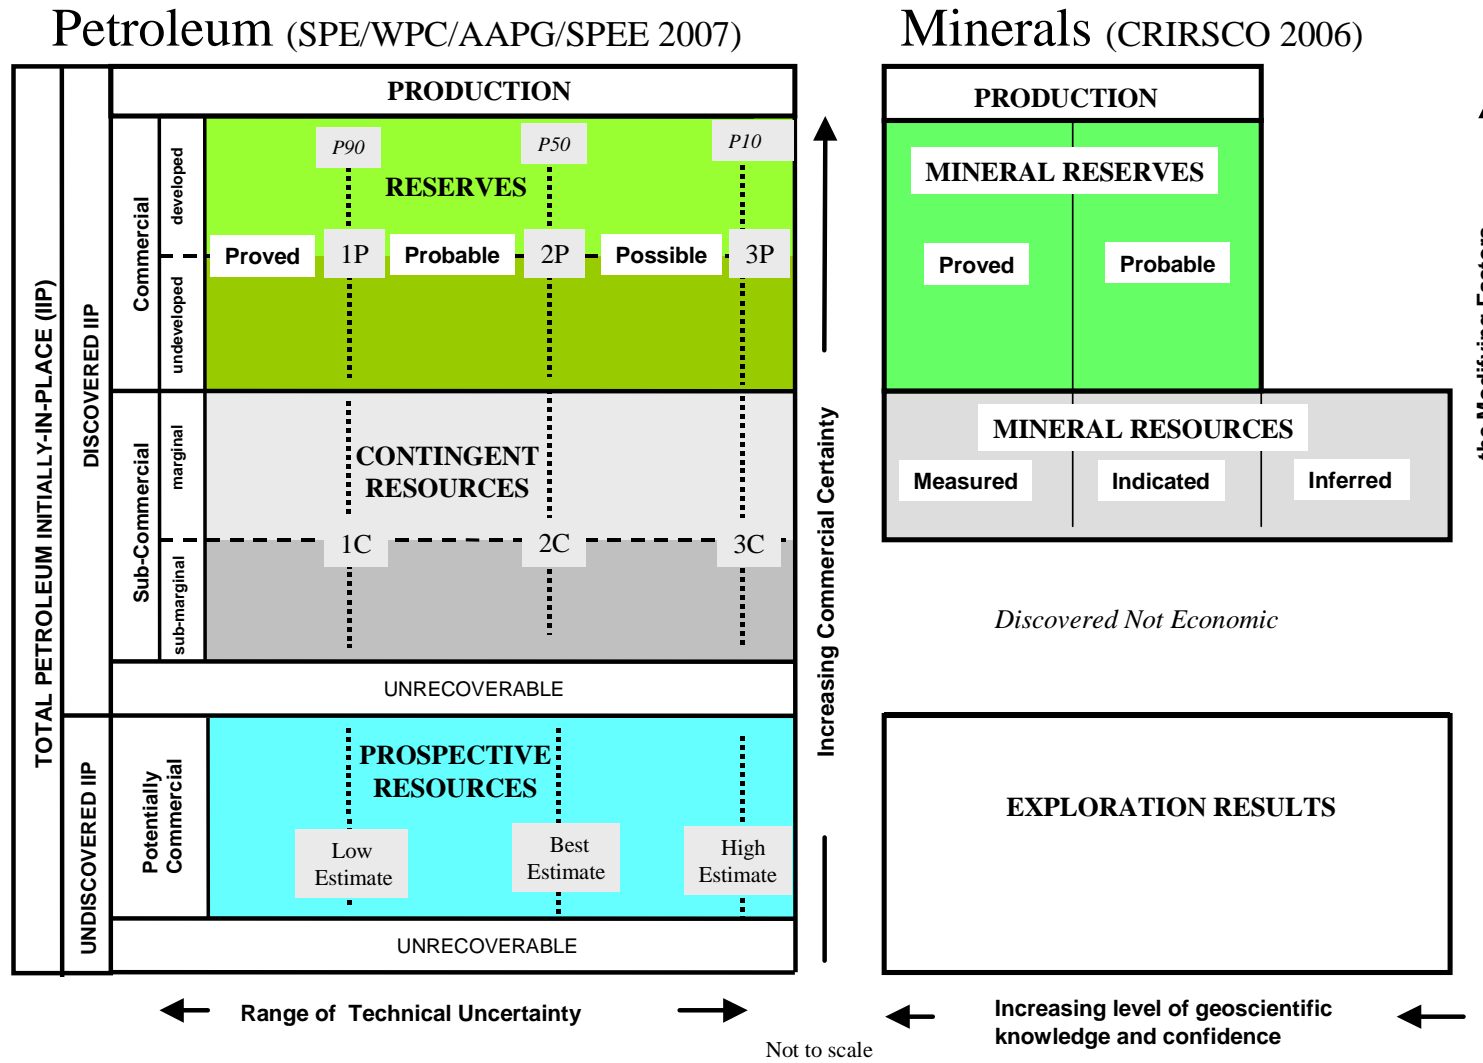 Petroleum (SPE/WPC/AAPG/SPEE 2007)
Minerals (CRIRSCO 2006)
TOTAL PETROLEUM INITIALLY-IN-PLACE (IIP)
DISCOVERED IIP
UNDISCOVERED IIP
Commercial
developed
undeveloped
Sub-Commercial
marginal
sub-marginal
Potentially
Commercial
PRODUCTION
P90
P50
P10
RESERVES
Proved
1P
Probable
2P
Possible
3P
CONTINGENT
RESOURCES
1C
2C
3C
UNRECOVERABLE
PROSPECTIVE
RESOURCES
Low
Estimate
Best
Estimate
High
Estimate
UNRECOVERABLE
Range of Technical Uncertainty
Increasing Commercial Certainty
PRODUCTION
MINERAL RESERVES
Proved
Probable
MINERAL RESOURCES
Measured
Indicated
Inferred
Discovered Not Economic
EXPLORATION RESULTS
Increasing level of geoscientific
knowledge and confidence
the Modifying Factors
Not to scale